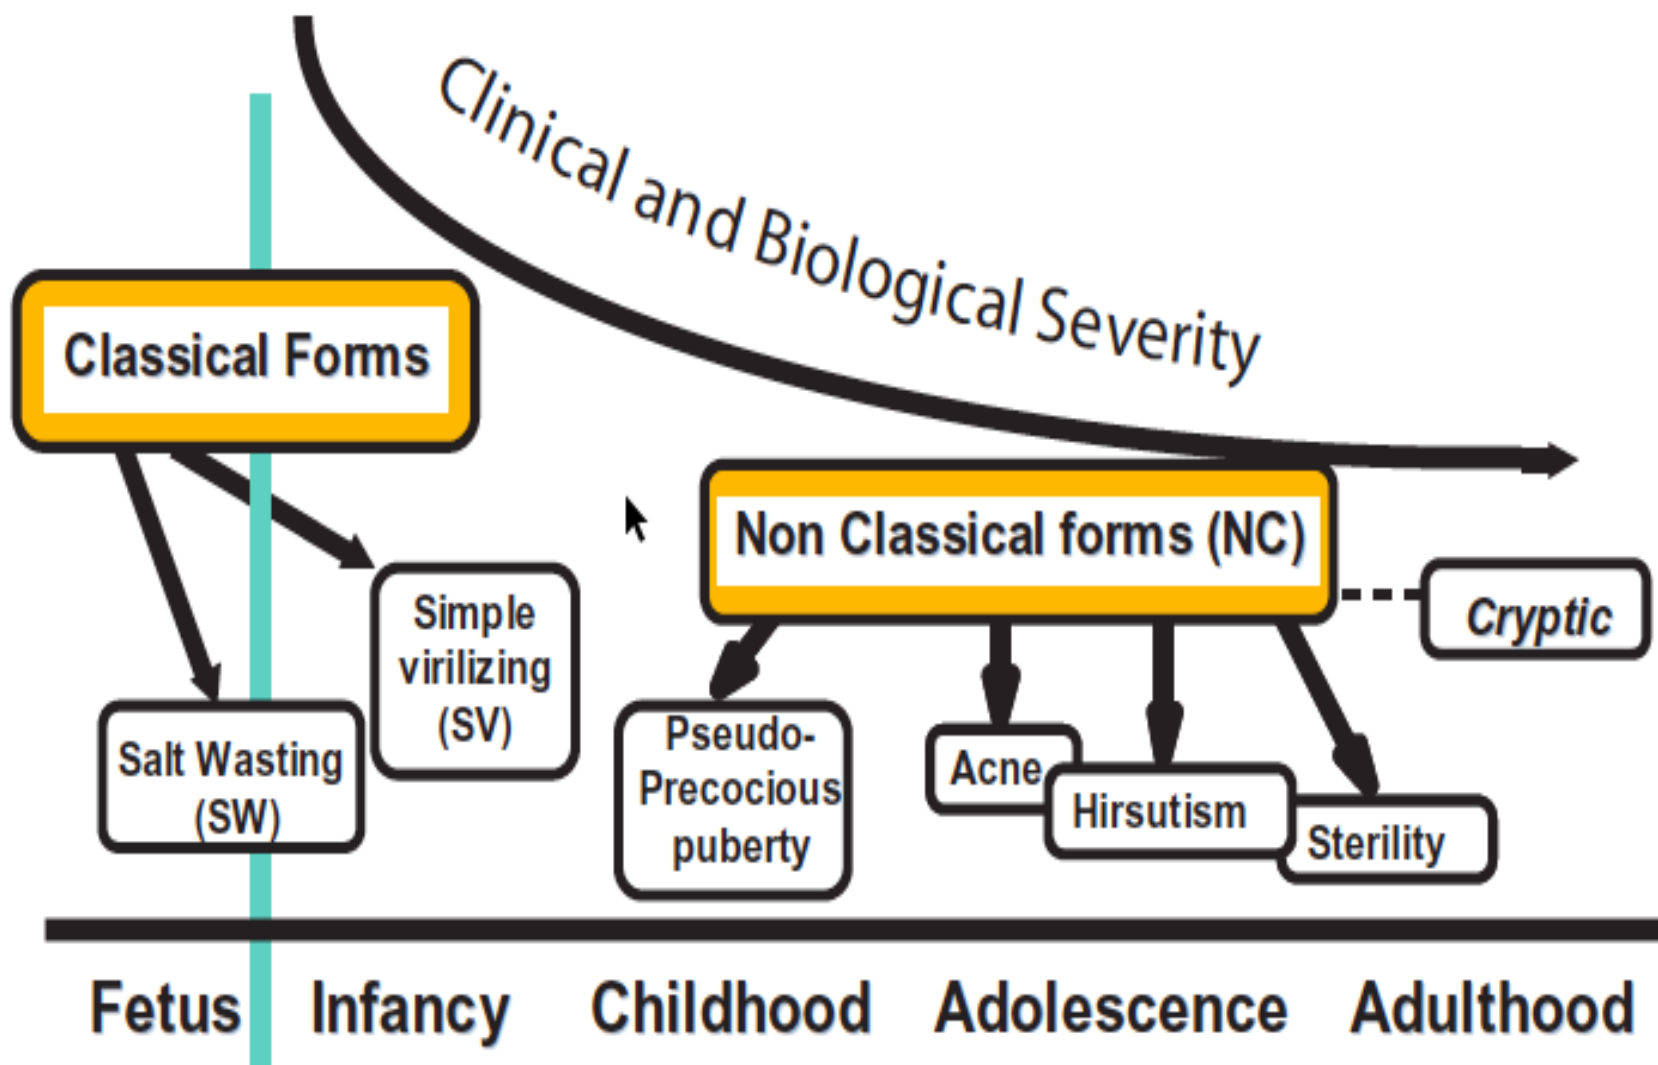 Clinical and Biological Severity
Classical Forms
Non Classical forms (NC)
Cryptic
Simple
virilizing
(SV)
Salt Wasting
(SW)
Pseudo-
Precocious
puberty
Acne
Hirsutism
Sterility
Fetus Infancy Childhood Adolescence Adulthood